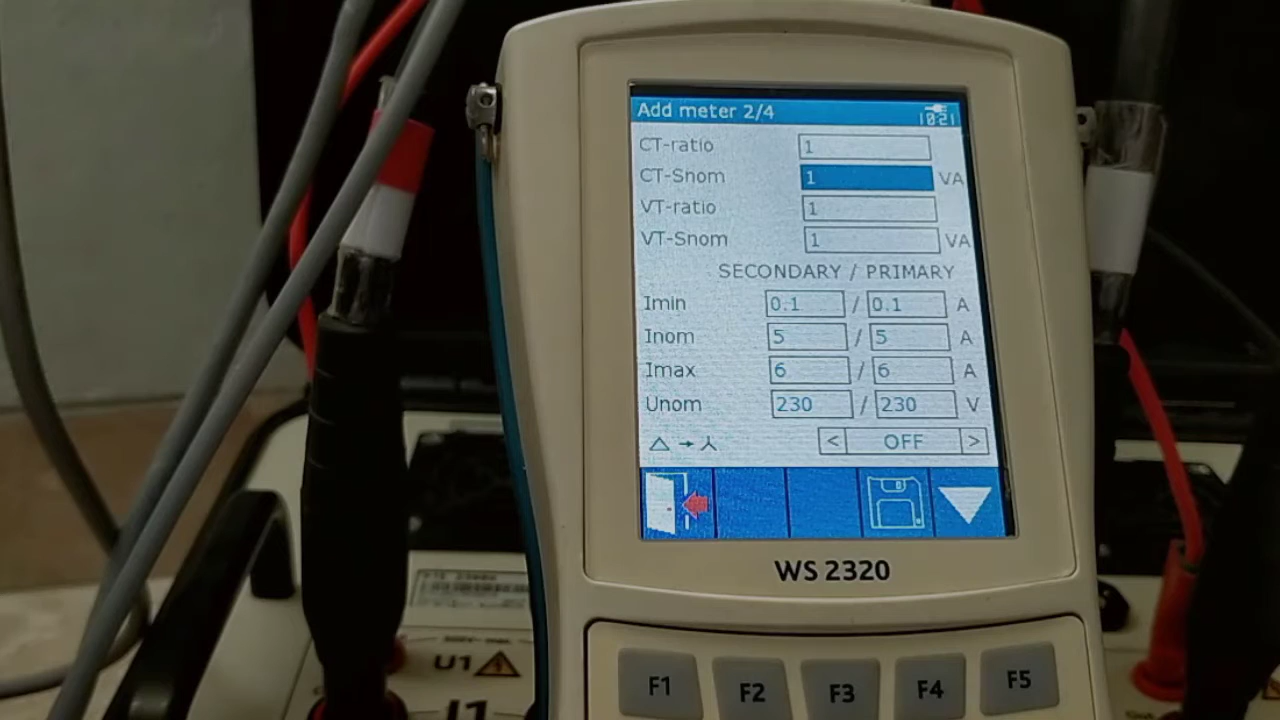 Add meter 2/4 10:21
CT-ratio 1
CT-Snom 1 VA
VT-ratio 1
VT-Snom 1 VA
SECONDARY / PRIMARY
Imin 0.1 / 0.1 A
Inom 5 / 5 A
Imax 6 / 6 A
Unom 230 / 230 V
< OFF >
WS 2320
F1 F2 F3 F4 F5
U1